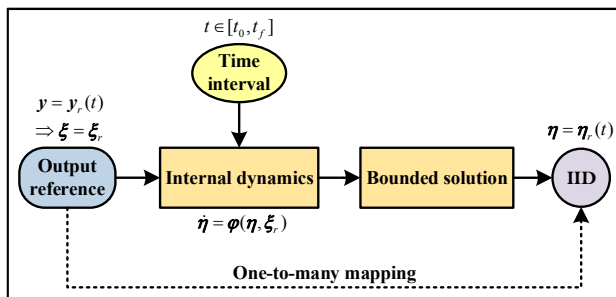 t ∈ [t₀, t_f]
Time
interval
y = y_r(t)
⇒ ξ = ξ_r
Output
reference
Internal dynamics
η̇ = φ(η, ξ_r)
Bounded solution
η = η_r(t)
IID
One-to-many mapping